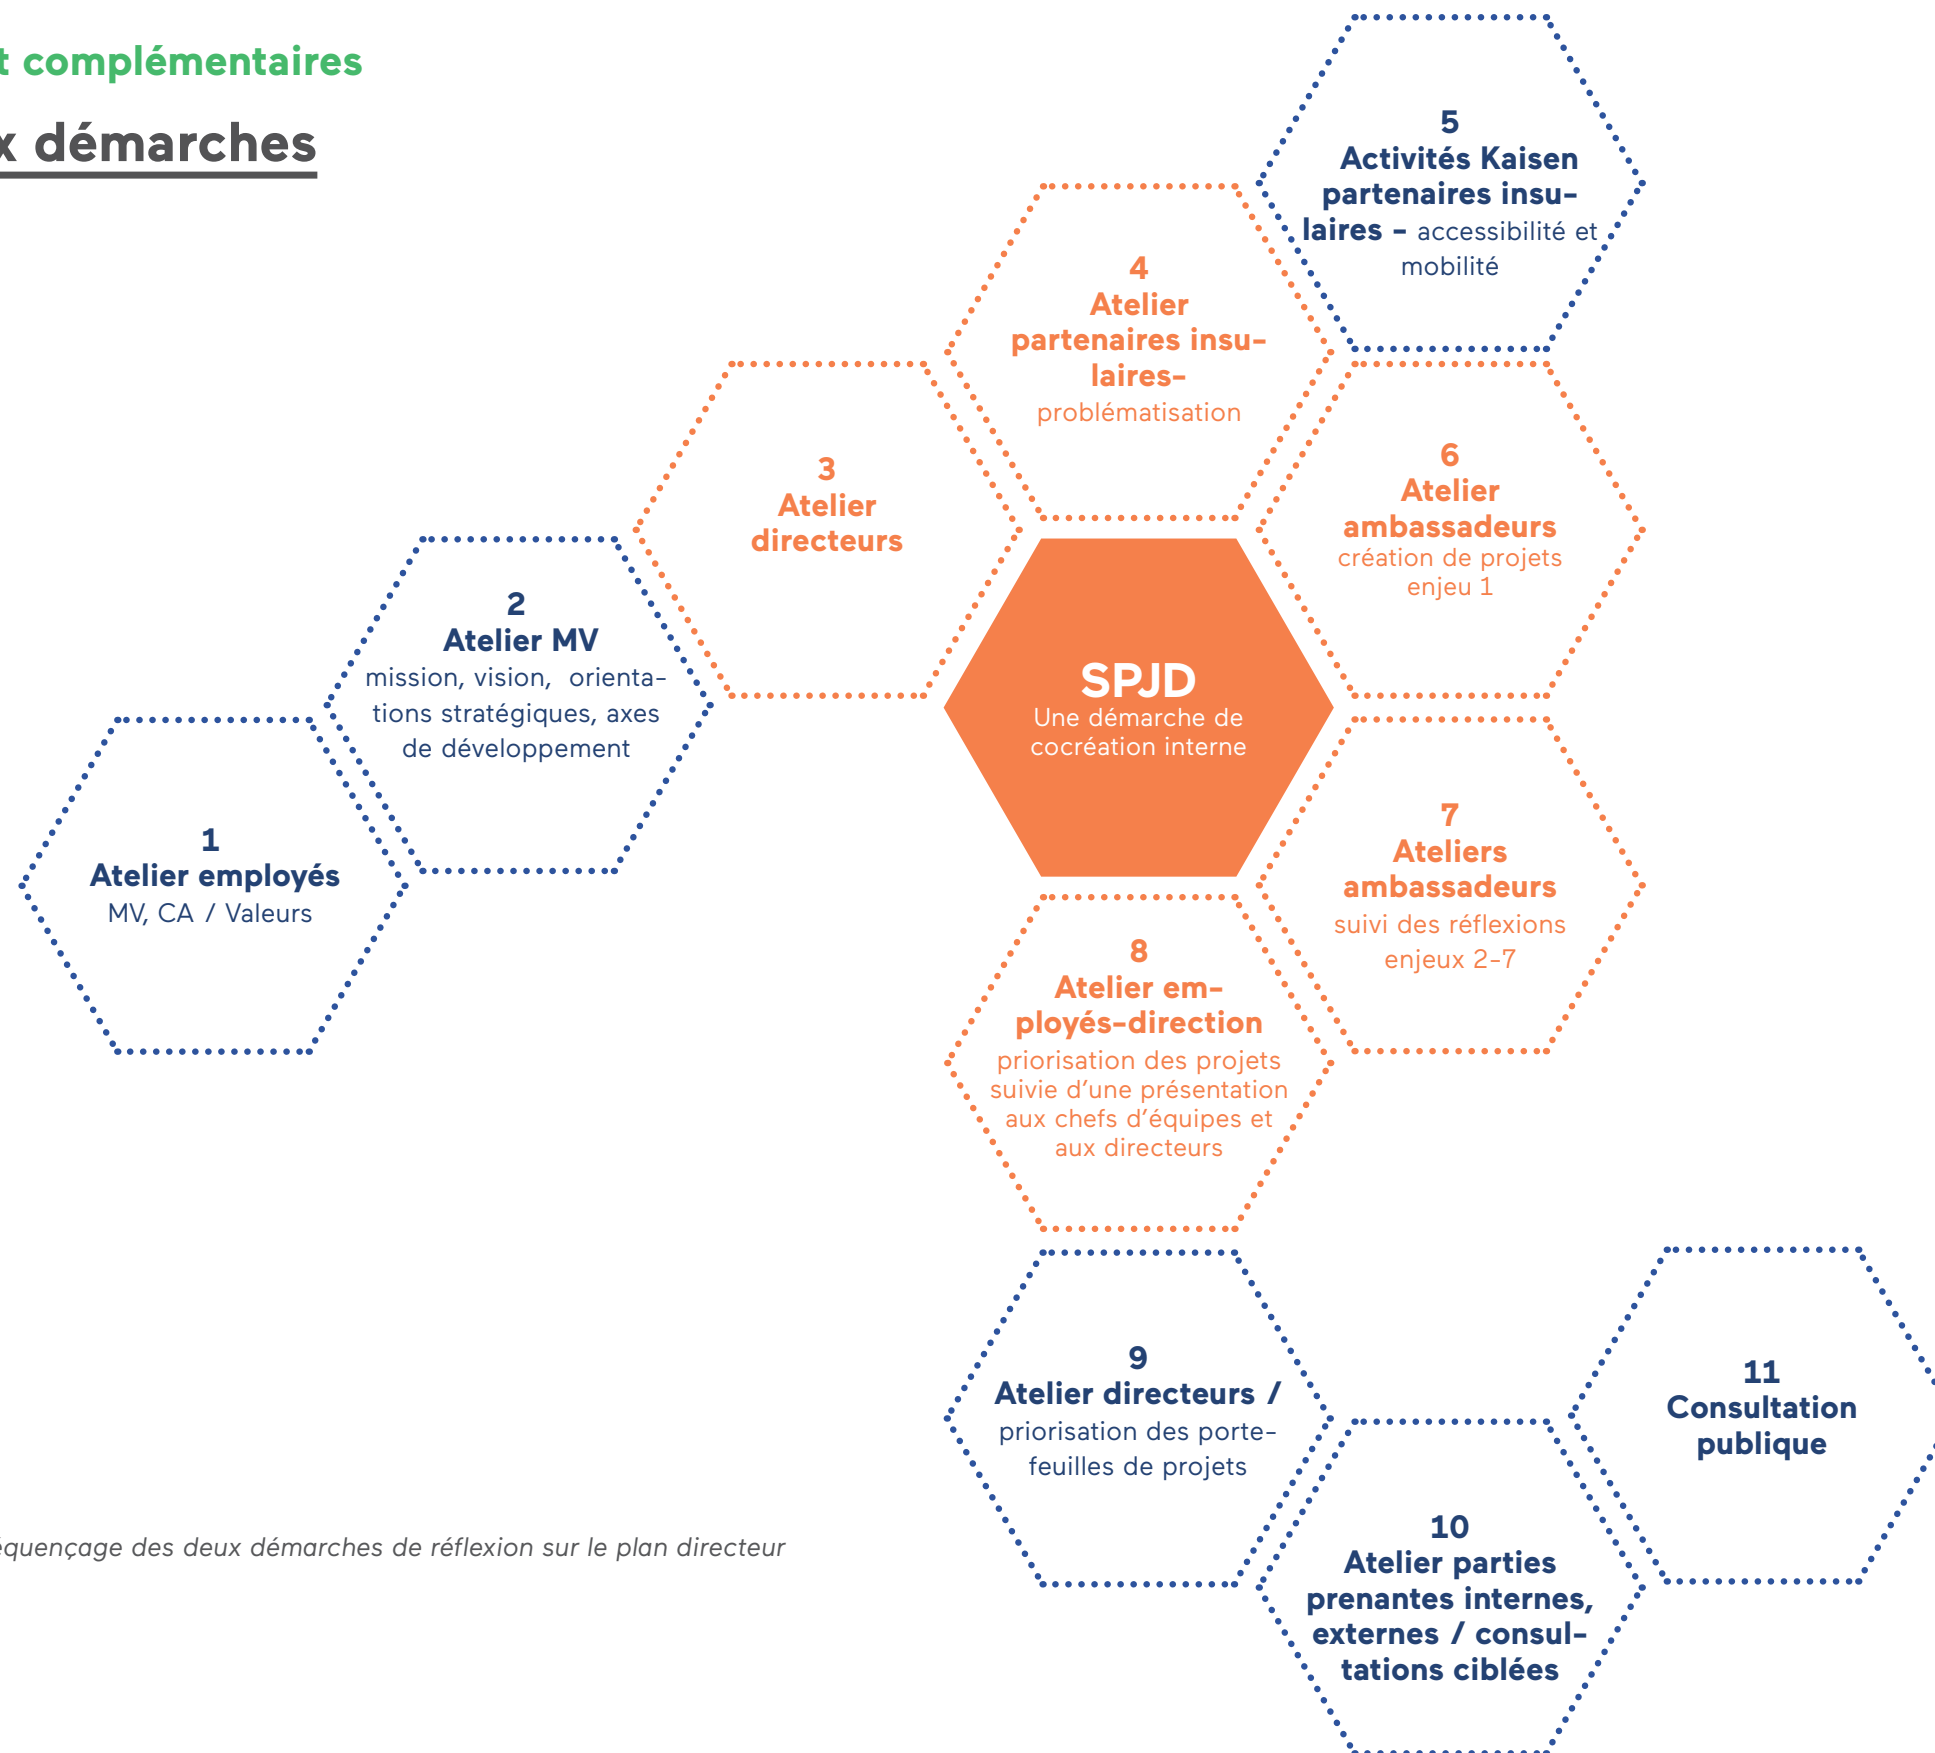 t complémentaires
x démarches
5
Activités Kaisen
partenaires insu-
laires - accessibilité et
mobilité
4
Atelier
partenaires insu-
laires-
problématisation
3
Atelier
directeurs
6
Atelier
ambassadeurs
création de projets
enjeu 1
2
Atelier MV
mission, vision, orienta-
tions stratégiques, axes
de développement
SPJD
Une démarche de
cocréation interne
1
Atelier employés
MV, CA / Valeurs
7
Ateliers
ambassadeurs
suivi des réflexions
enjeux 2-7
8
Atelier em-
ployés-direction
priorisation des projets
suivie d’une présentation
aux chefs d’équipes et
aux directeurs
9
Atelier directeurs /
priorisation des porte-
feuilles de projets
11
Consultation
publique
10
Atelier parties
prenantes internes,
externes / consul-
tations ciblées
équençage des deux démarches de réflexion sur le plan directeur